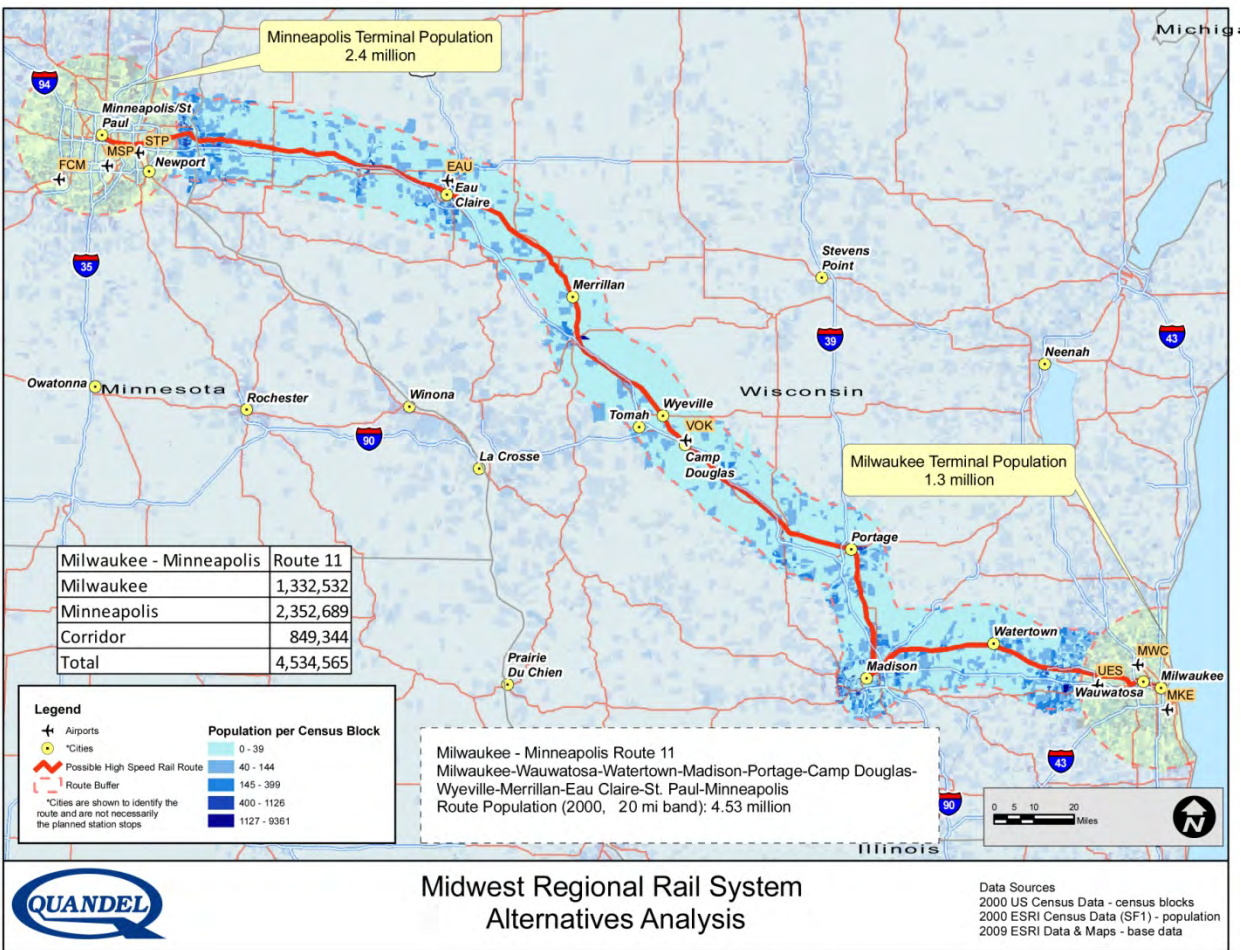 Minneapolis Terminal Population
2.4 million
Michiga
94
Minneapolis/St
Paul
STP
MSP
FCM
Newport
EAU
Eau
Claire
35
Stevens
Point
Merrillan
39
43
Neenah
Owatonna
Minnesota
Rochester
Winona
Wisconsin
Wyeville
Tomah
VOK
90
Camp
Douglas
La Crosse
Milwaukee Terminal Population
1.3 million
Portage
Milwaukee - Minneapolis Route 11
Milwaukee 1,332,532
Minneapolis 2,352,689
Corridor 849,344
Total 4,534,565
Watertown
Prairie
Du Chien
Madison
MWC
UES
Milwaukee
Wauwatosa
MKE
Legend
Airports
*Cities
Possible High Speed Rail Route
Route Buffer
*Cities are shown to identify the
route and are not necessarily
the planned station stops
Population per Census Block
0 - 39
40 - 144
145 - 399
400 - 1126
1127 - 9361
Milwaukee - Minneapolis Route 11
Milwaukee-Wauwatosa-Watertown-Madison-Portage-Camp Douglas-
Wyeville-Merrillan-Eau Claire-St. Paul-Minneapolis
Route Population (2000, 20 mi band): 4.53 million
43
90
0 5 10 20
Miles
N
Illinois
QUANDEL
Midwest Regional Rail System
Alternatives Analysis
Data Sources
2000 US Census Data - census blocks
2000 ESRI Census Data (SF1) - population
2009 ESRI Data & Maps - base data